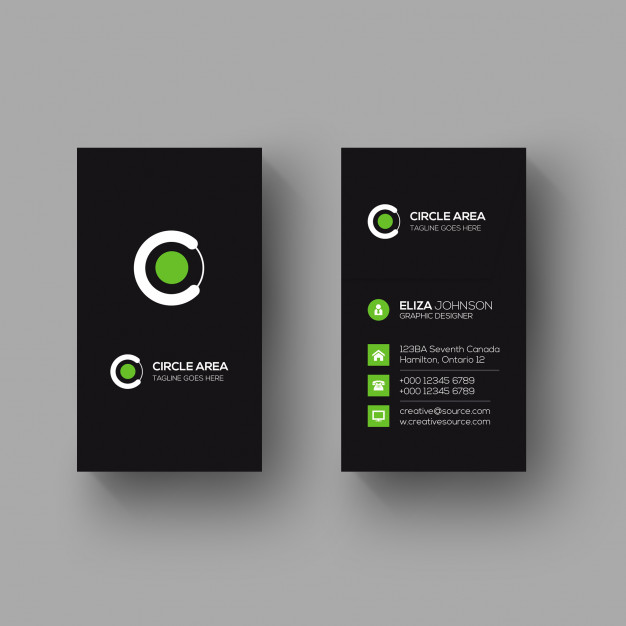 CIRCLE AREA
TAGLINE GOES HERE
CIRCLE AREA
TAGLINE GOES HERE
ELIZA JOHNSON
GRAPHIC DESIGNER
123BA Seventh Canada
Hamilton, Ontario 12
+000 12345 6789
+000 12345 6789
creative@source.com
w.creativesource.com